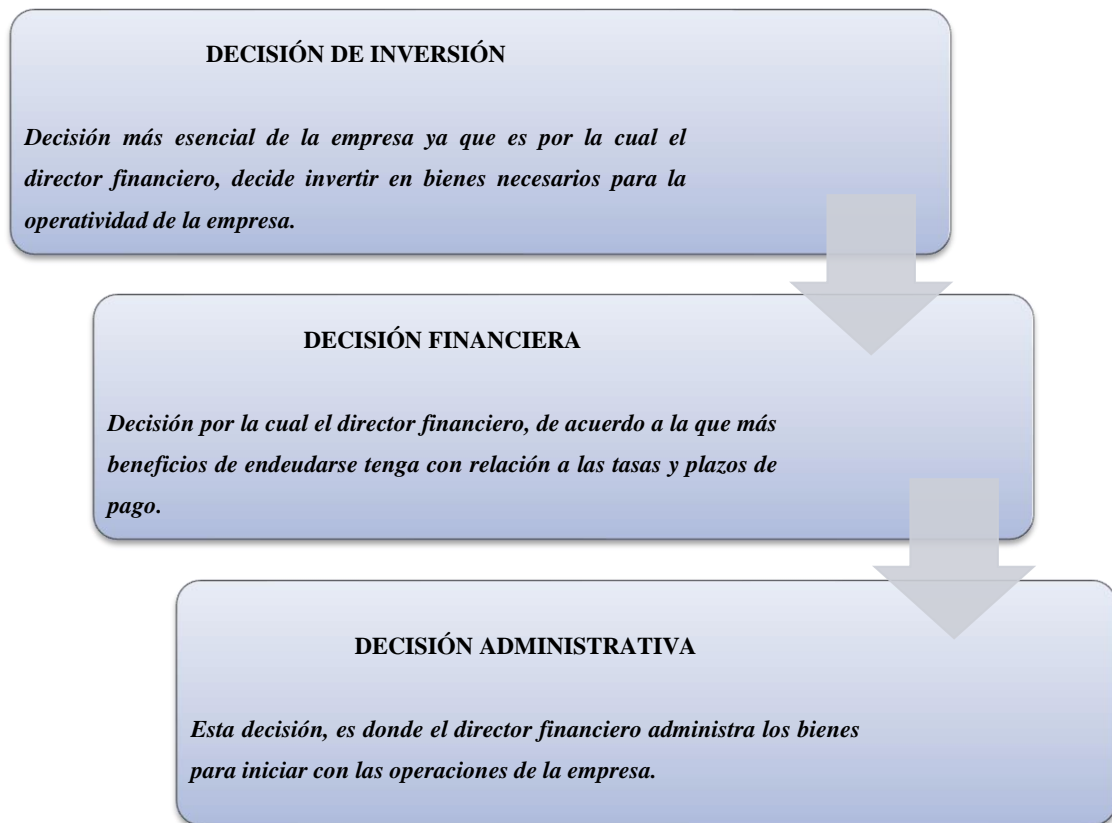 DECISIÓN DE INVERSIÓN
Decisión más esencial de la empresa ya que es por la cual el
director financiero, decide invertir en bienes necesarios para la
operatividad de la empresa.
DECISIÓN FINANCIERA
Decisión por la cual el director financiero, de acuerdo a la que más
beneficios de endeudarse tenga con relación a las tasas y plazos de
pago.
DECISIÓN ADMINISTRATIVA
Esta decisión, es donde el director financiero administra los bienes
para iniciar con las operaciones de la empresa.